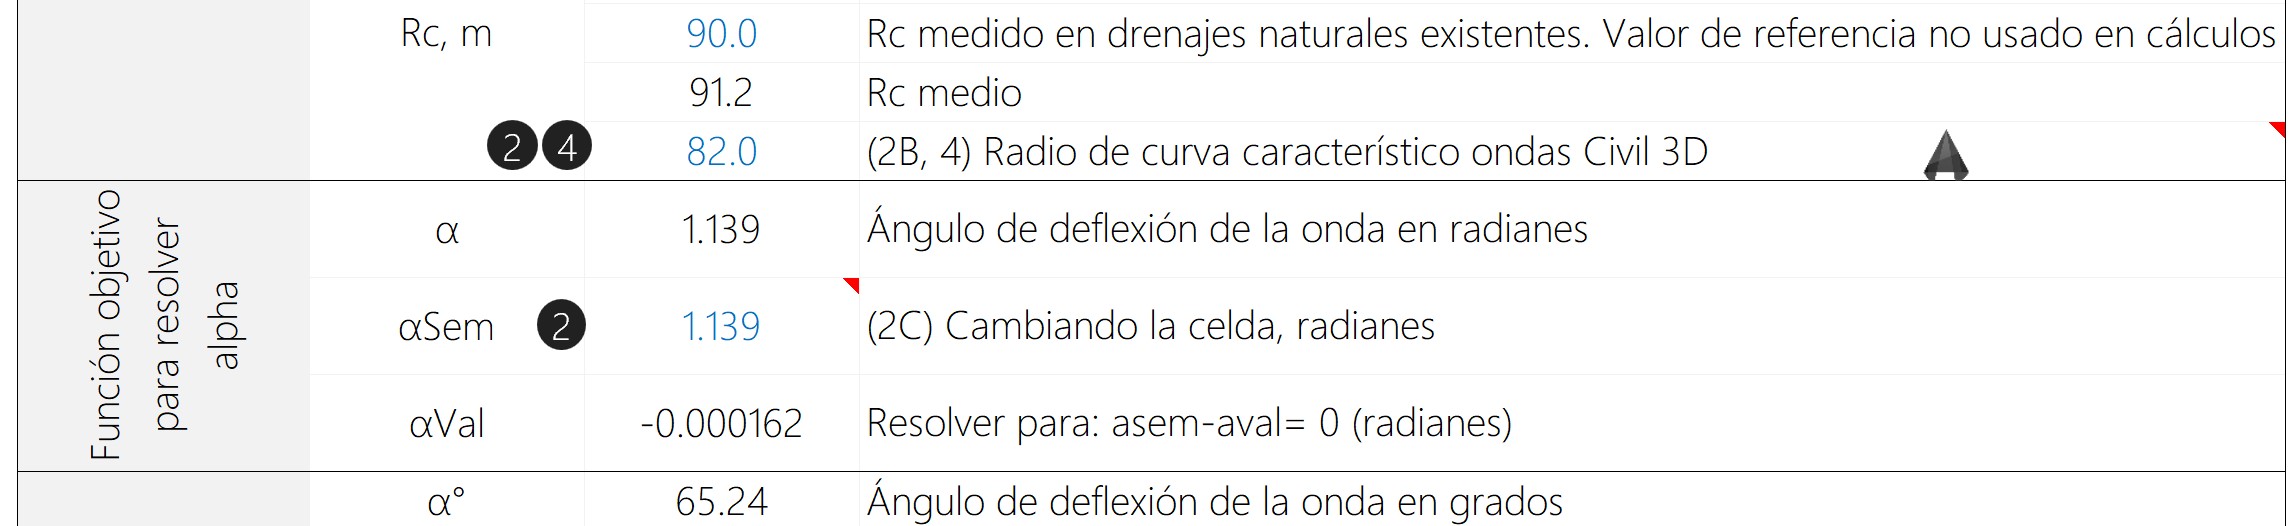 Rc, m 90.0 Rc medido en drenajes naturales existentes. Valor de referencia no usado en cálculos
91.2 Rc medio
2 4 82.0 (2B, 4) Radio de curva característico ondas Civil 3D
Función objetivo
para resolver
alpha
α 1.139 Ángulo de deflexión de la onda en radianes
αSem 2 1.139 (2C) Cambiando la celda, radianes
αVal -0.000162 Resolver para: asem-aval= 0 (radianes)
α° 65.24 Ángulo de deflexión de la onda en grados